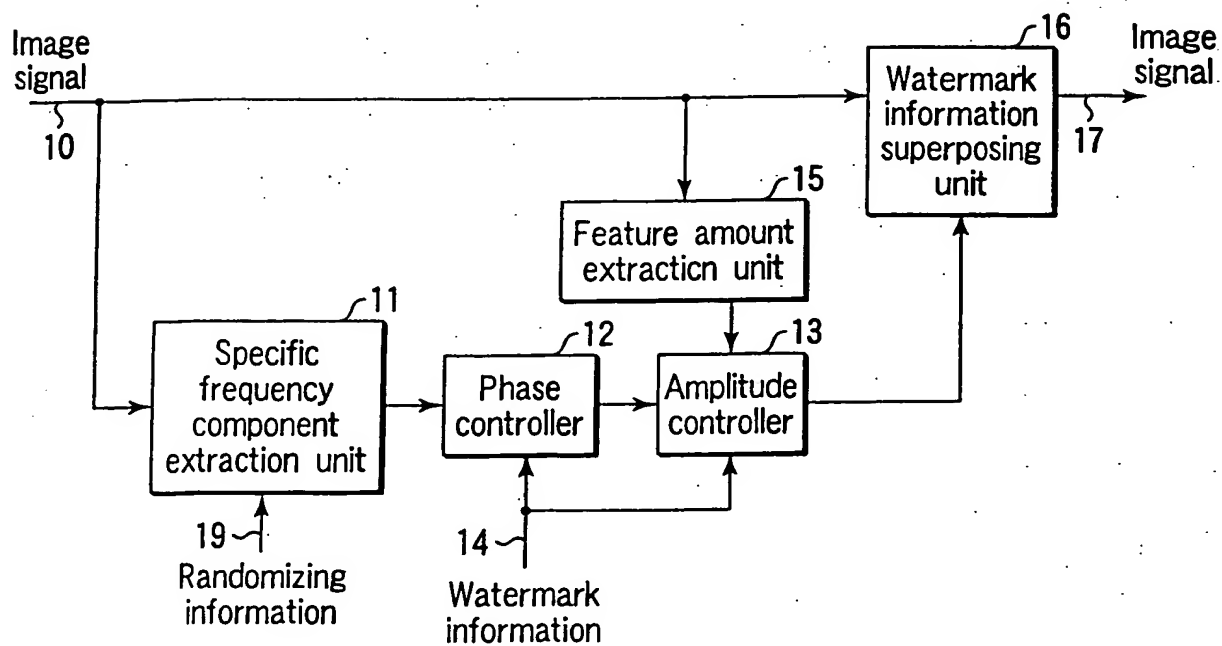 Image
signal
10
16
Watermark
information
superposing
unit
Image
signal
17
15
Feature amount
extracticn unit
11
Specific
frequency
component
extraction unit
12
Phase
controller
13
Amplitude
controller
19
Randomizing
information
14
Watermark
information